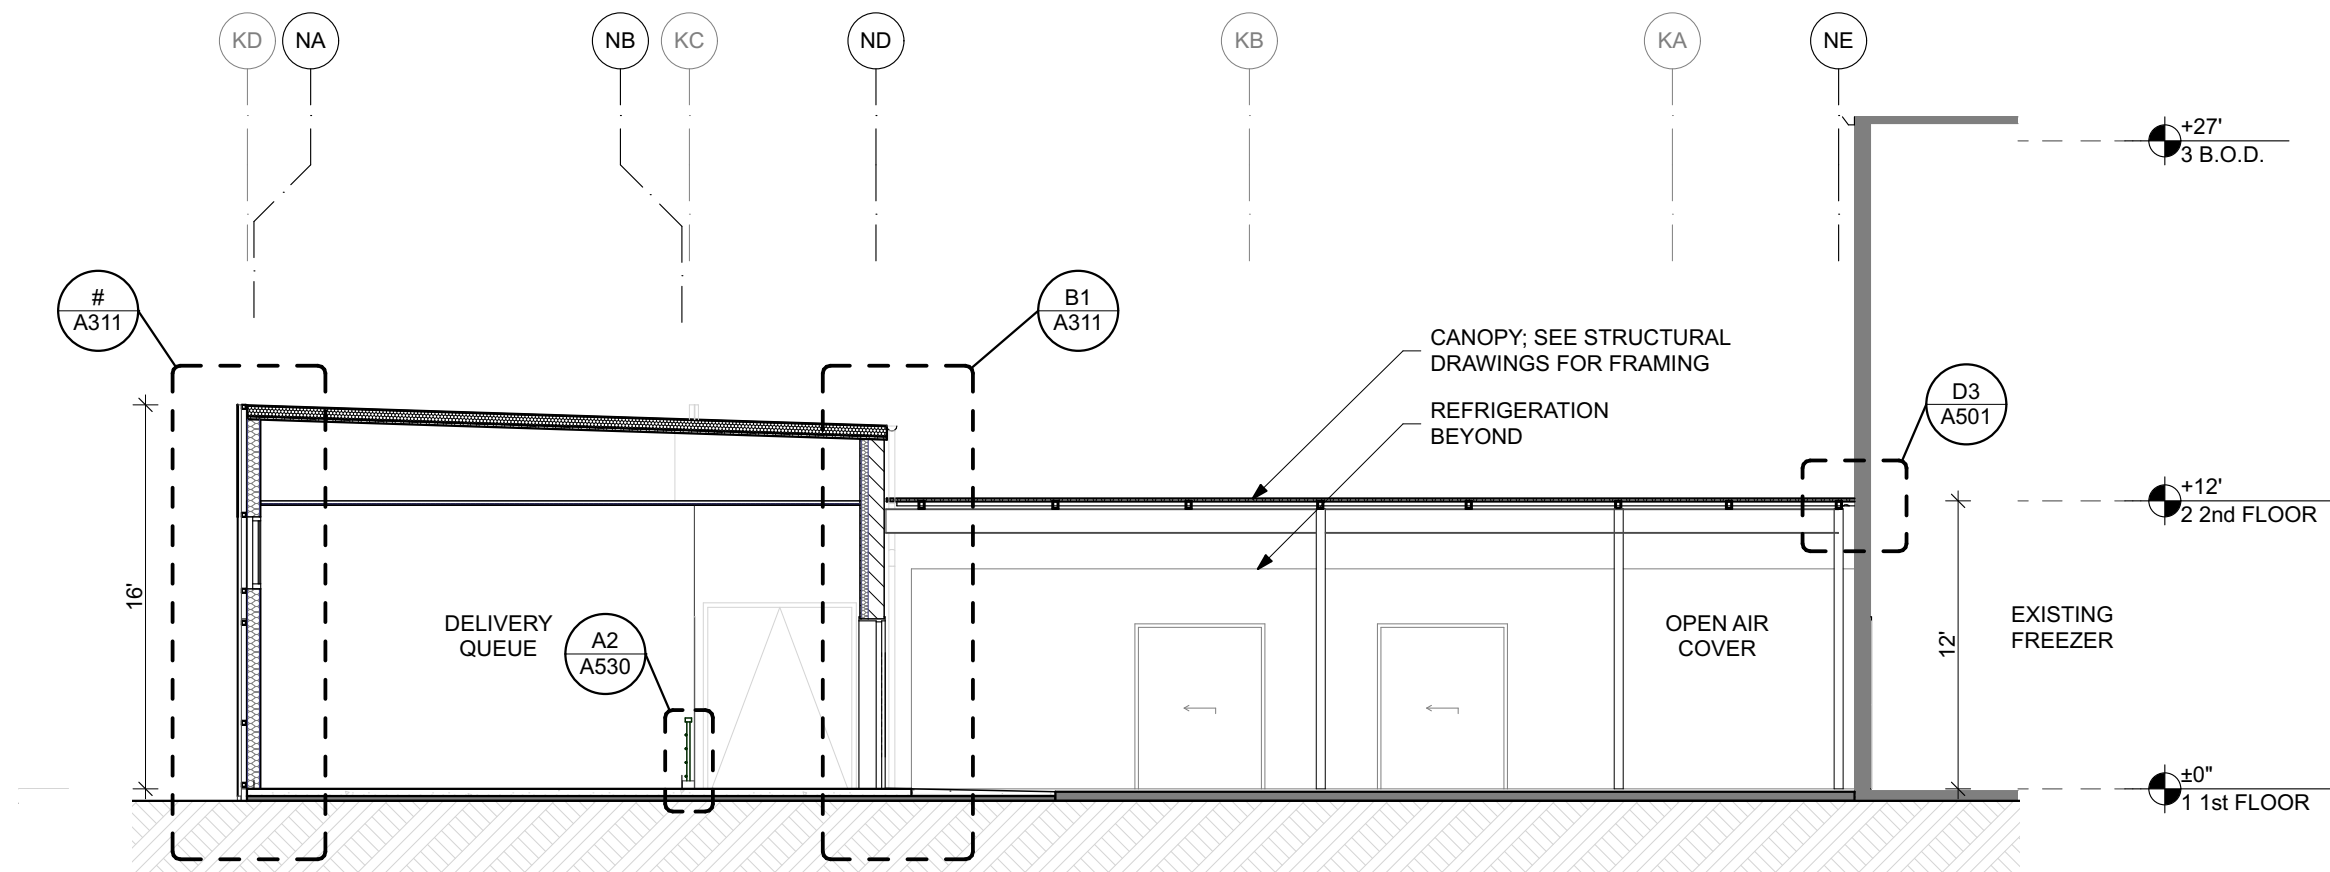 KD
NA
NB
KC
ND
KB
KA
NE
+27'
3 B.O.D.
#
A311
B1
A311
CANOPY; SEE STRUCTURAL
DRAWINGS FOR FRAMING
REFRIGERATION
BEYOND
D3
A501
+12'
2 2nd FLOOR
16'
DELIVERY
QUEUE
A2
A530
OPEN AIR
COVER
12'
EXISTING
FREEZER
±0"
1 1st FLOOR